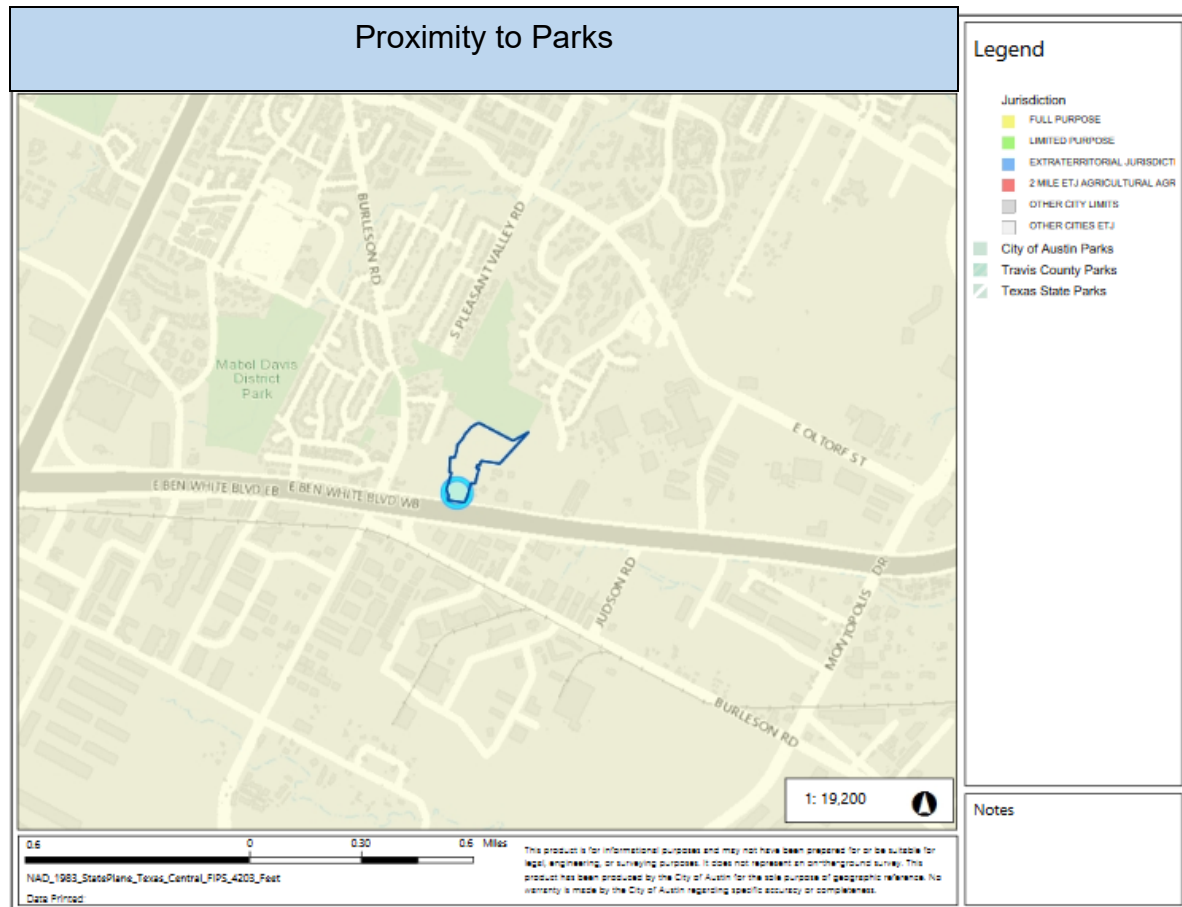 Proximity to Parks
Legend
Jurisdiction
FULL PURPOSE
LIMITED PURPOSE
EXTRATERRITORIAL JURISDICTI
2 MILE ETJ AGRICULTURAL AGR
OTHER CITY LIMITS
OTHER CITIES ETJ
City of Austin Parks
Travis County Parks
Texas State Parks
BURLESON RD
S PLEASANT VALLEY RD
Mabel Davis
District
Park
E OLTORF ST
E BEN WHITE BLVD EB
E BEN WHITE BLVD WB
JUDSON RD
MONTOPOLIS DR
BURLESON RD
1: 19,200
Notes
0.6 0 0.30 0.6 Miles
NAD_1983_StatePlane_Texas_Central_FIPS_4203_Feet
Date Printed:
This product is for informational purposes and may not have been prepared for or be suitable for
legal, engineering, or surveying purposes. It does not represent an on-the-ground survey. This
product has been produced by the City of Austin for the sole purpose of geographic reference. No
warranty is made by the City of Austin regarding specific accuracy or completeness.